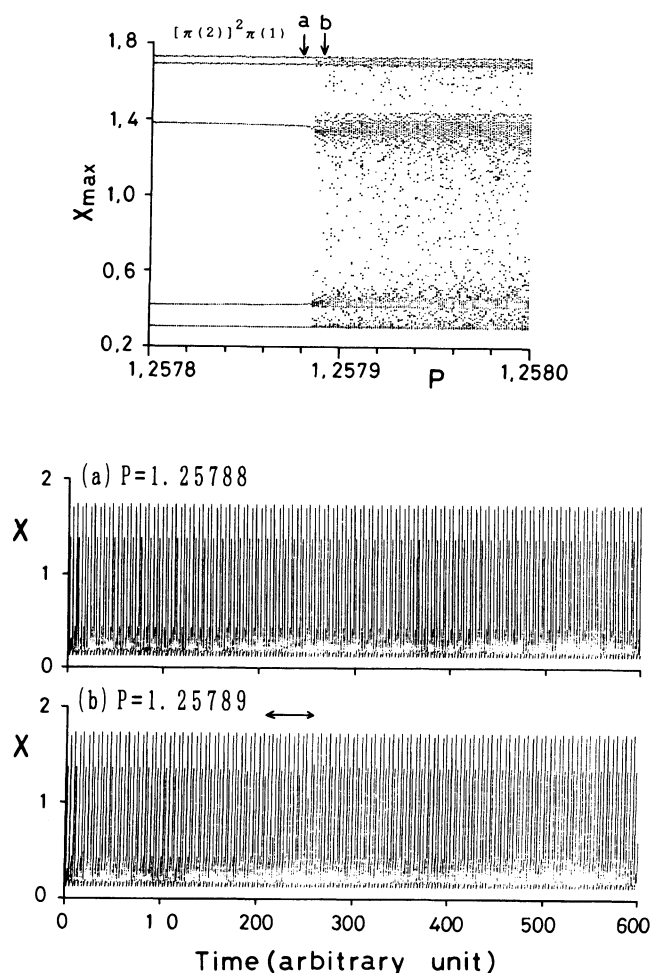 [π(2)]²π(1) a b
1,8
1,4
1,0
0,6
0,2
Xmax
1,2578 1,2579 P 1,2580
(a) P=1. 25788
2
X
1
0
(b) P=1. 25789
2
X
1
0
0 1 0 200 300 400 500 600
Time (arbitrary unit)